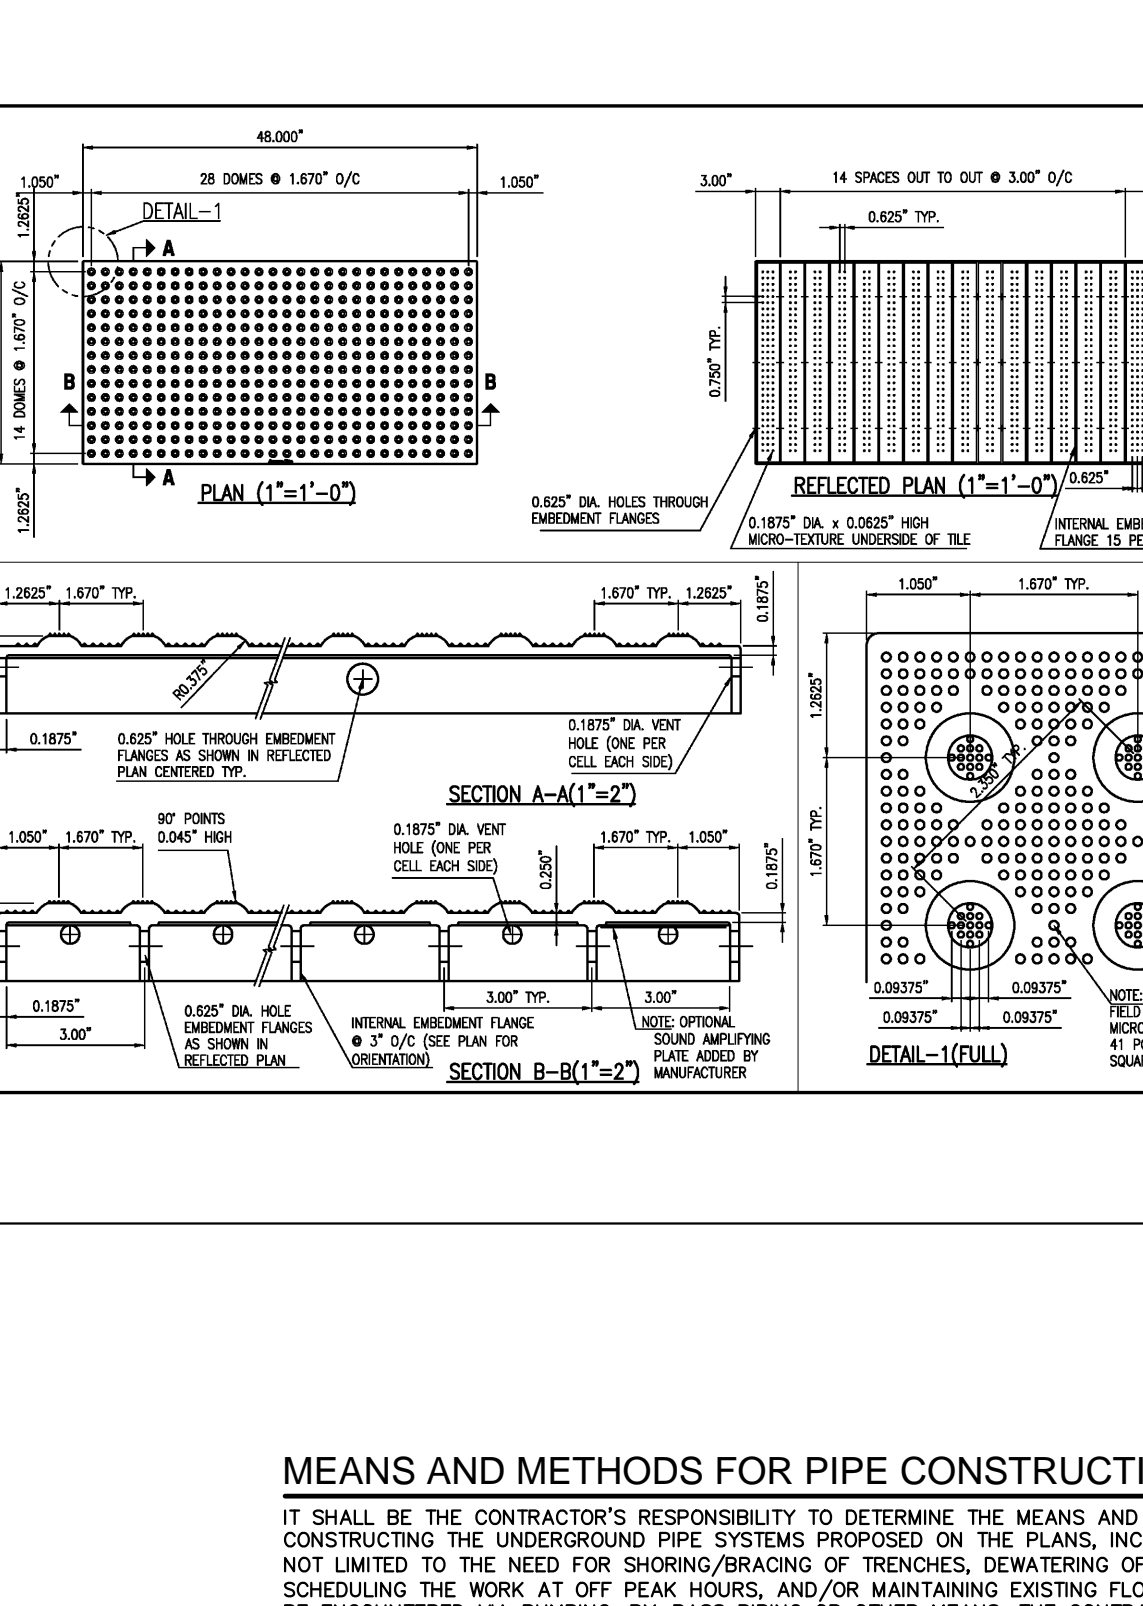 48.000"
1.050"
28 DOMES @ 1.670" O/C
1.050"
1.2625"
DETAIL-1
A
14 DOMES @ 1.670" O/C
B
B
A
1.2625"
PLAN (1"=1'-0")
3.00"
14 SPACES OUT TO OUT @ 3.00" O/C
0.625" TYP.
0.750" TYP.
REFLECTED PLAN (1"=1'-0")
0.625"
0.625" DIA. HOLES THROUGH
EMBEDMENT FLANGES
0.1875" DIA. x 0.0625" HIGH
MICRO-TEXTURE UNDERSIDE OF TILE
INTERNAL
FLANGE 15
1.2625"
1.670" TYP.
1.670" TYP.
1.2625"
0.1875"
R0.375"
0.1875"
0.625" HOLE THROUGH EMBEDMENT
FLANGES AS SHOWN IN REFLECTED
PLAN CENTERED TYP.
0.1875" DIA. VENT
HOLE (ONE PER
CELL EACH SIDE)
SECTION A-A(1"=2")
1.050"
1.670" TYP.
90° POINTS
0.045" HIGH
0.1875" DIA. VENT
HOLE (ONE PER
CELL EACH SIDE)
0.250"
1.670" TYP.
1.050"
0.1875"
0.1875"
3.00"
0.625" DIA. HOLE
EMBEDMENT FLANGES
AS SHOWN IN
REFLECTED PLAN
INTERNAL EMBEDMENT FLANGE
@ 3" O/C (SEE PLAN FOR
ORIENTATION)
3.00" TYP.
3.00"
NOTE: OPTIONAL
SOUND AMPLIFYING
PLATE ADDED BY
MANUFACTURER
SECTION B-B(1"=2")
1.050"
1.670" TYP.
1.2625"
2.350" TYP.
1.670" TYP.
0.09375"
0.09375"
0.09375"
0.09375"
DETAIL-1(FULL)
NOTE:
FIELD
41
MEANS AND METHODS FOR PIPE
IT SHALL BE THE CONTRACTOR'S RESPONSIBILITY TO DETERMINE THE MEANS AND
CONSTRUCTING THE UNDERGROUND PIPE SYSTEMS PROPOSED ON THE PLANS,
NOT LIMITED TO THE NEED FOR SHORING/BRACING OF TRENCHES, DEWATERING
SCHEDULING THE WORK AT OFF PEAK HOURS, AND/OR MAINTAINING EXISTING